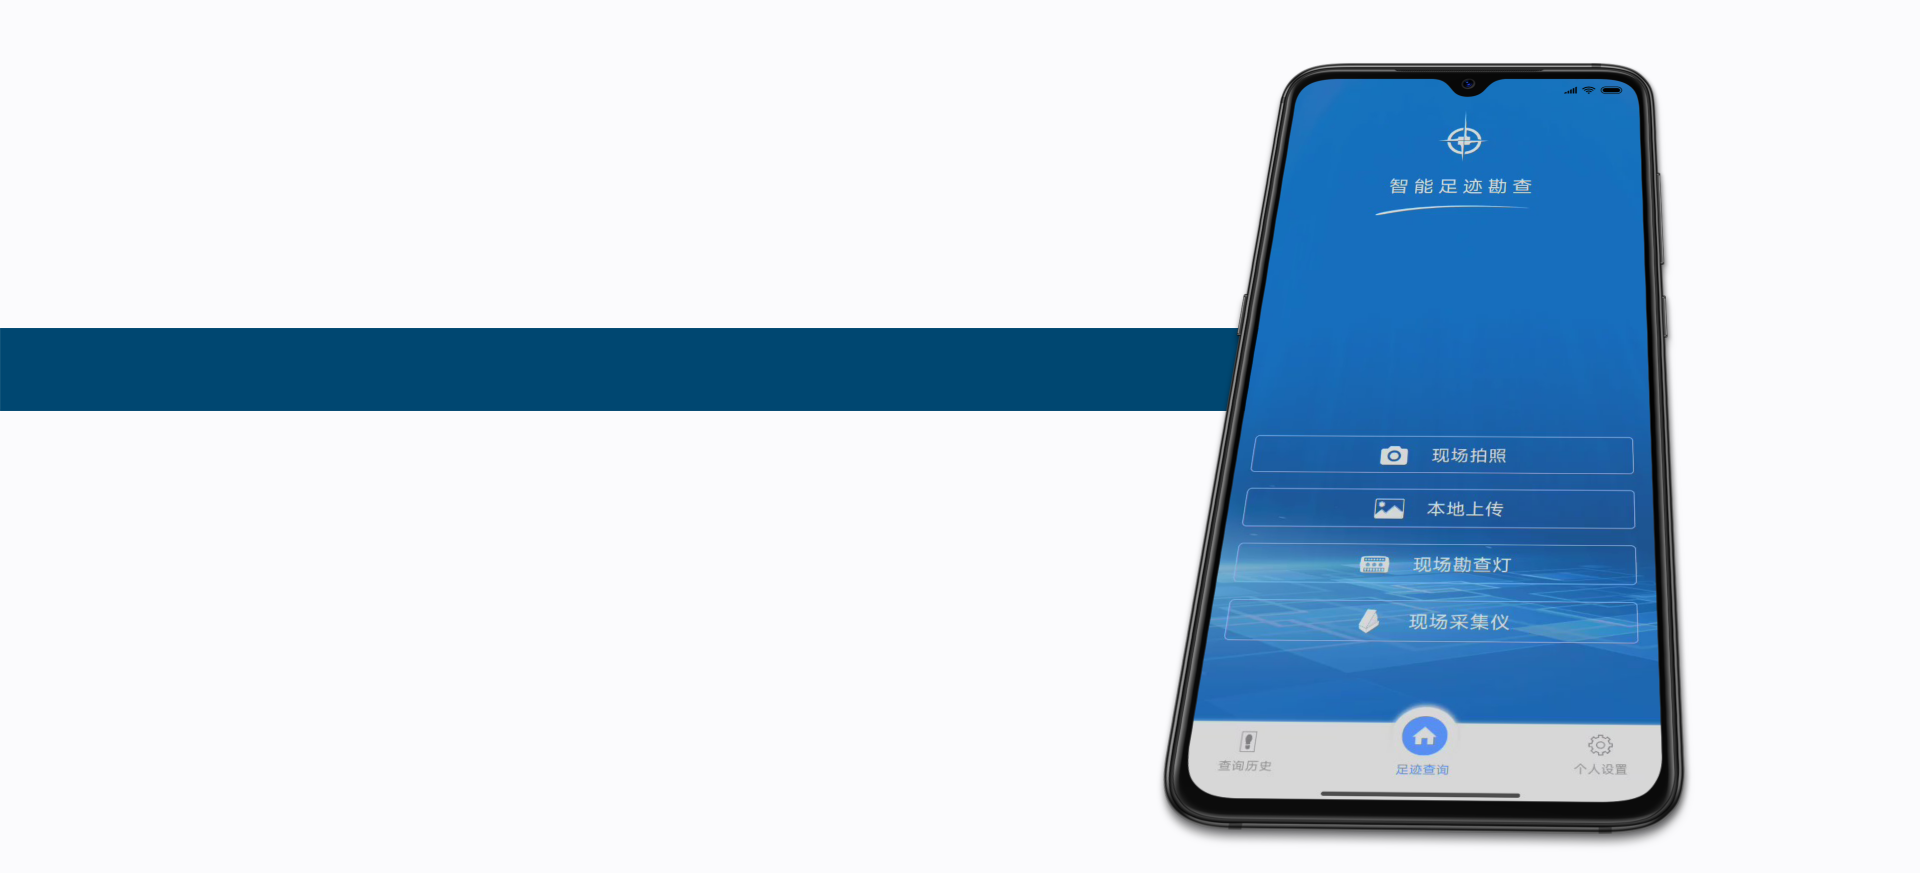 智能足迹勘查
现场拍照
本地上传
现场勘查灯
现场采集仪
查询历史
足迹查询
个人设置